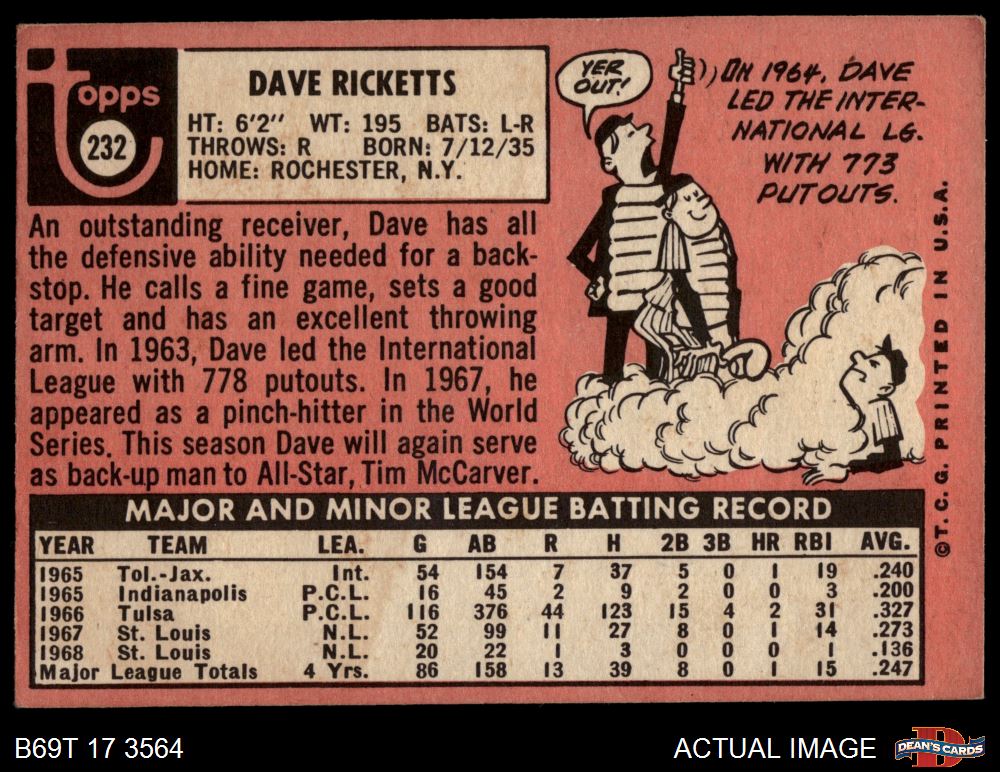 Topps
232
DAVE RICKETTS
HT: 6'2" WT: 195 BATS: L-R
THROWS: R BORN: 7/12/35
HOME: ROCHESTER, N.Y.
An outstanding receiver, Dave has all
the defensive ability needed for a back-
stop. He calls a fine game, sets a good
target and has an excellent throwing
arm. In 1963, Dave led the International
League with 778 putouts. In 1967, he
appeared as a pinch-hitter in the World
Series. This season Dave will again serve
as back-up man to All-Star, Tim McCarver.
YER
OUT!
IN 1964, DAVE
LED THE INTER-
NATIONAL LG.
WITH 773
PUTOUTS.
©T. C. G. PRINTED IN U.S.A.
MAJOR AND MINOR LEAGUE BATTING RECORD
YEAR TEAM LEA. G AB R H 2B 3B HR RBI AVG.
1965 Tol.-Jax. Int. 54 154 7 37 5 0 1 19 .240
1965 Indianapolis P.C.L. 16 45 2 9 2 0 0 3 .200
1966 Tulsa P.C.L. 116 376 44 123 15 4 2 31 .327
1967 St. Louis N.L. 52 99 11 27 8 0 1 14 .273
1968 St. Louis N.L. 20 22 1 3 0 0 0 1 .136
Major League Totals 4 Yrs. 86 158 13 39 8 0 1 15 .247
B69T 17 3564
ACTUAL IMAGE
DEAN'S CARDS